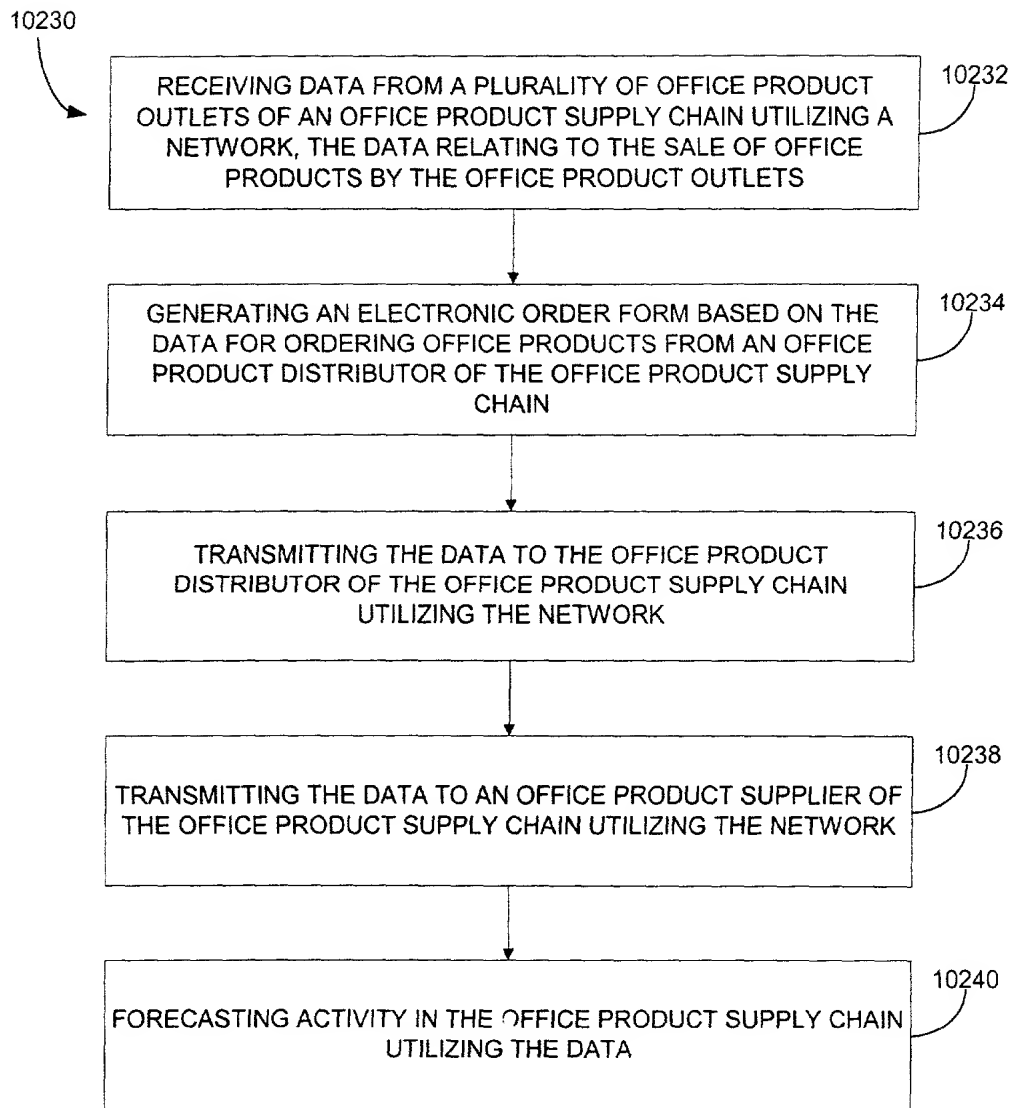 10230
RECEIVING DATA FROM A PLURALITY OF OFFICE PRODUCT
OUTLETS OF AN OFFICE PRODUCT SUPPLY CHAIN UTILIZING A
NETWORK, THE DATA RELATING TO THE SALE OF OFFICE
PRODUCTS BY THE OFFICE PRODUCT OUTLETS
10232
GENERATING AN ELECTRONIC ORDER FORM BASED ON THE
DATA FOR ORDERING OFFICE PRODUCTS FROM AN OFFICE
PRODUCT DISTRIBUTOR OF THE OFFICE PRODUCT SUPPLY
CHAIN
10234
TRANSMITTING THE DATA TO THE OFFICE PRODUCT
DISTRIBUTOR OF THE OFFICE PRODUCT SUPPLY CHAIN
UTILIZING THE NETWORK
10236
TRANSMITTING THE DATA TO AN OFFICE PRODUCT SUPPLIER OF
THE OFFICE PRODUCT SUPPLY CHAIN UTILIZING THE NETWORK
10238
FORECASTING ACTIVITY IN THE OFFICE PRODUCT SUPPLY CHAIN
UTILIZING THE DATA
10240